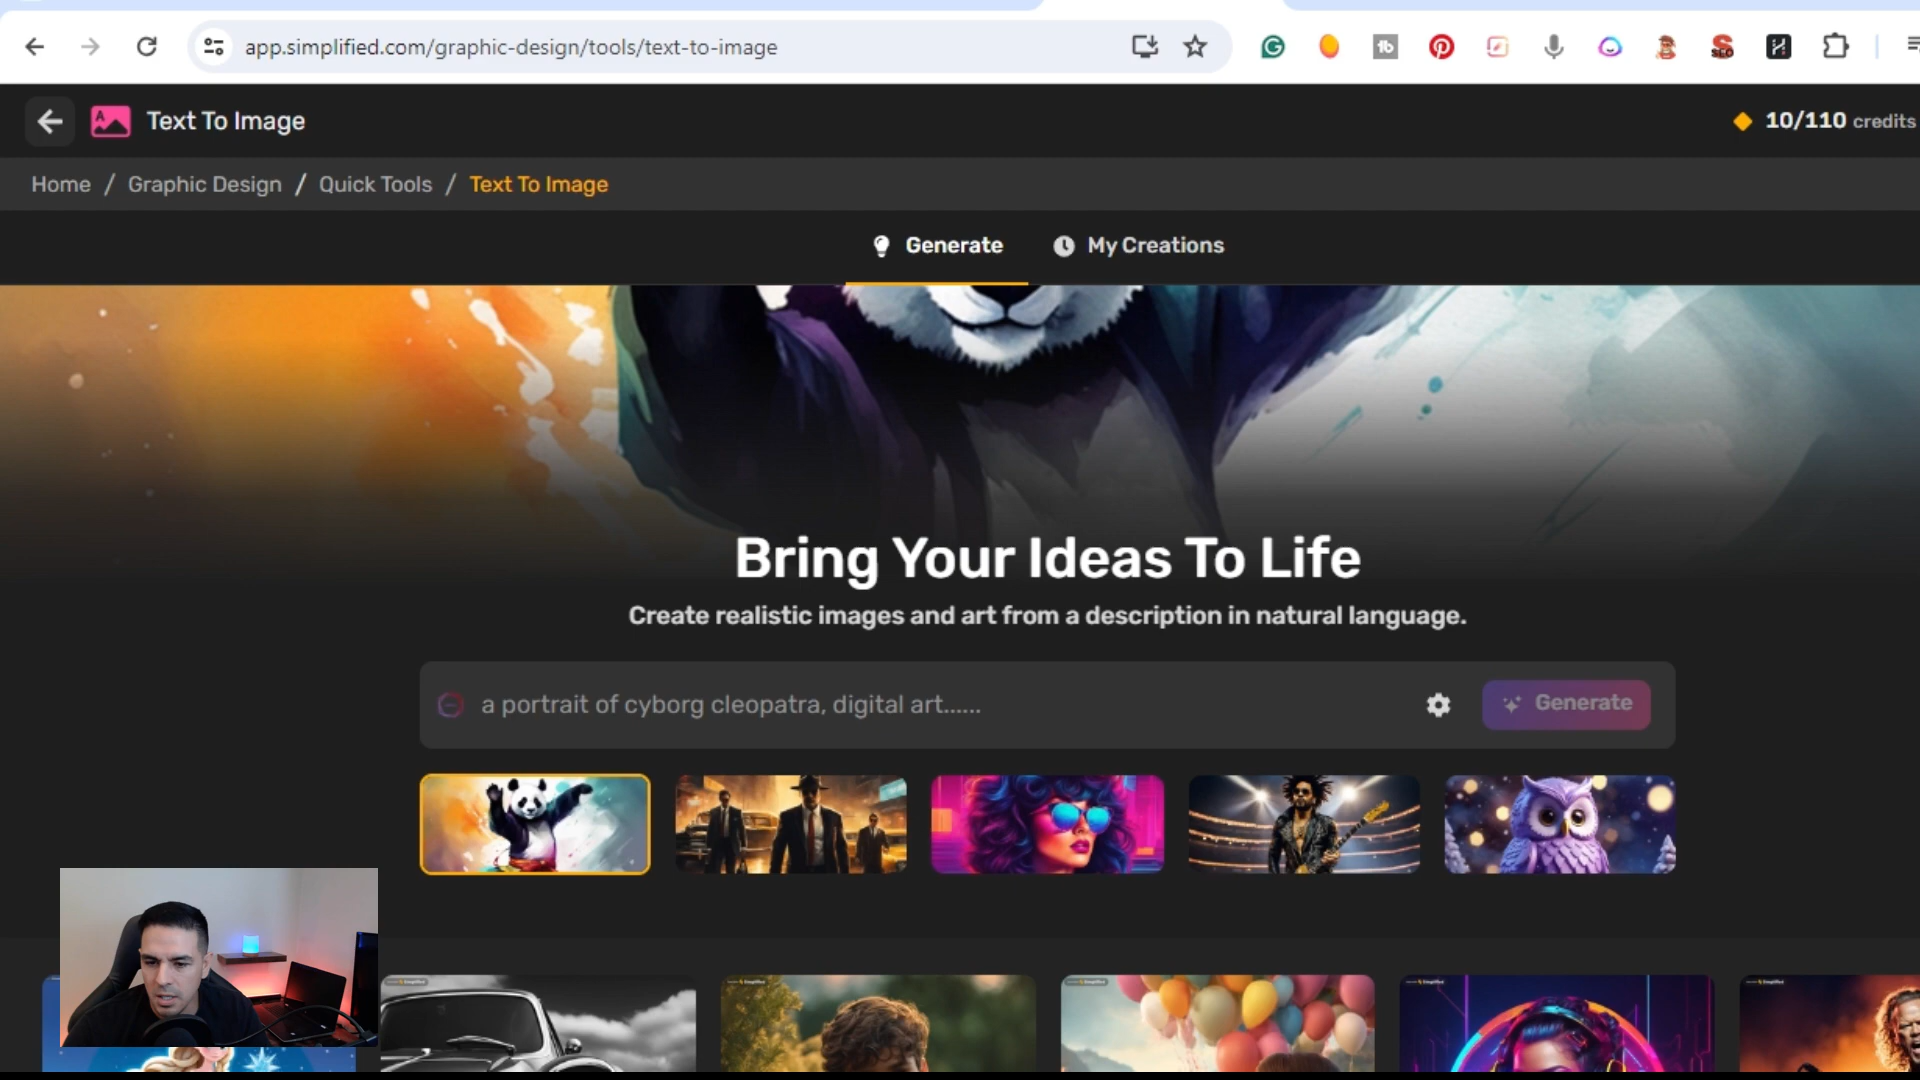 app.simplified.com/graphic-design/tools/text-to-image
Text To Image
10/110 credits
Home / Graphic Design / Quick Tools / Text To Image
Generate
My Creations
Bring Your Ideas To Life
Create realistic images and art from a description in natural language.
a portrait of cyborg cleopatra, digital art......
Generate